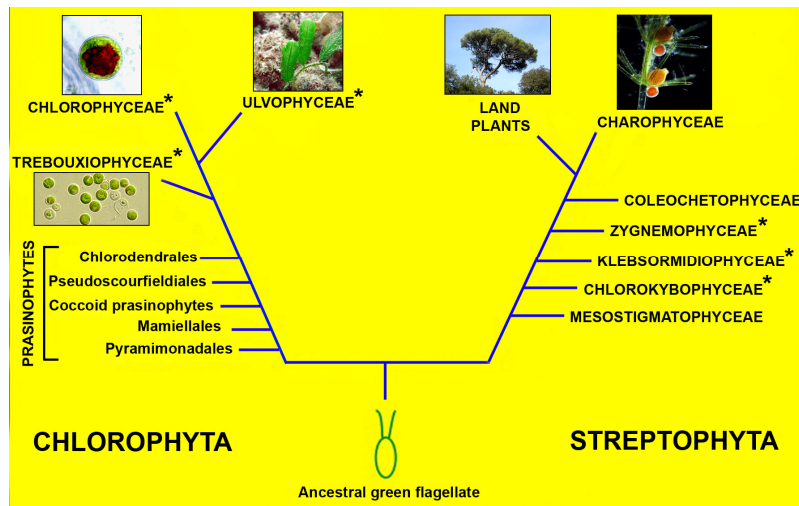 CHLOROPHYCEAE*
ULVOPHYCEAE*
LAND
PLANTS
CHAROPHYCEAE
TREBOUXIOPHYCEAE*
COLEOCHETOPHYCEAE
ZYGNEMOPHYCEAE*
KLEBSORMIDIOPHYCEAE*
CHLOROKYBOPHYCEAE*
MESOSTIGMATOPHYCEAE
PRASINOPHYTES
Chlorodendrales
Pseudoscourfieldiales
Coccoid prasinophytes
Mamiellales
Pyramimonadales
CHLOROPHYTA
STREPTOPHYTA
Ancestral green flagellate